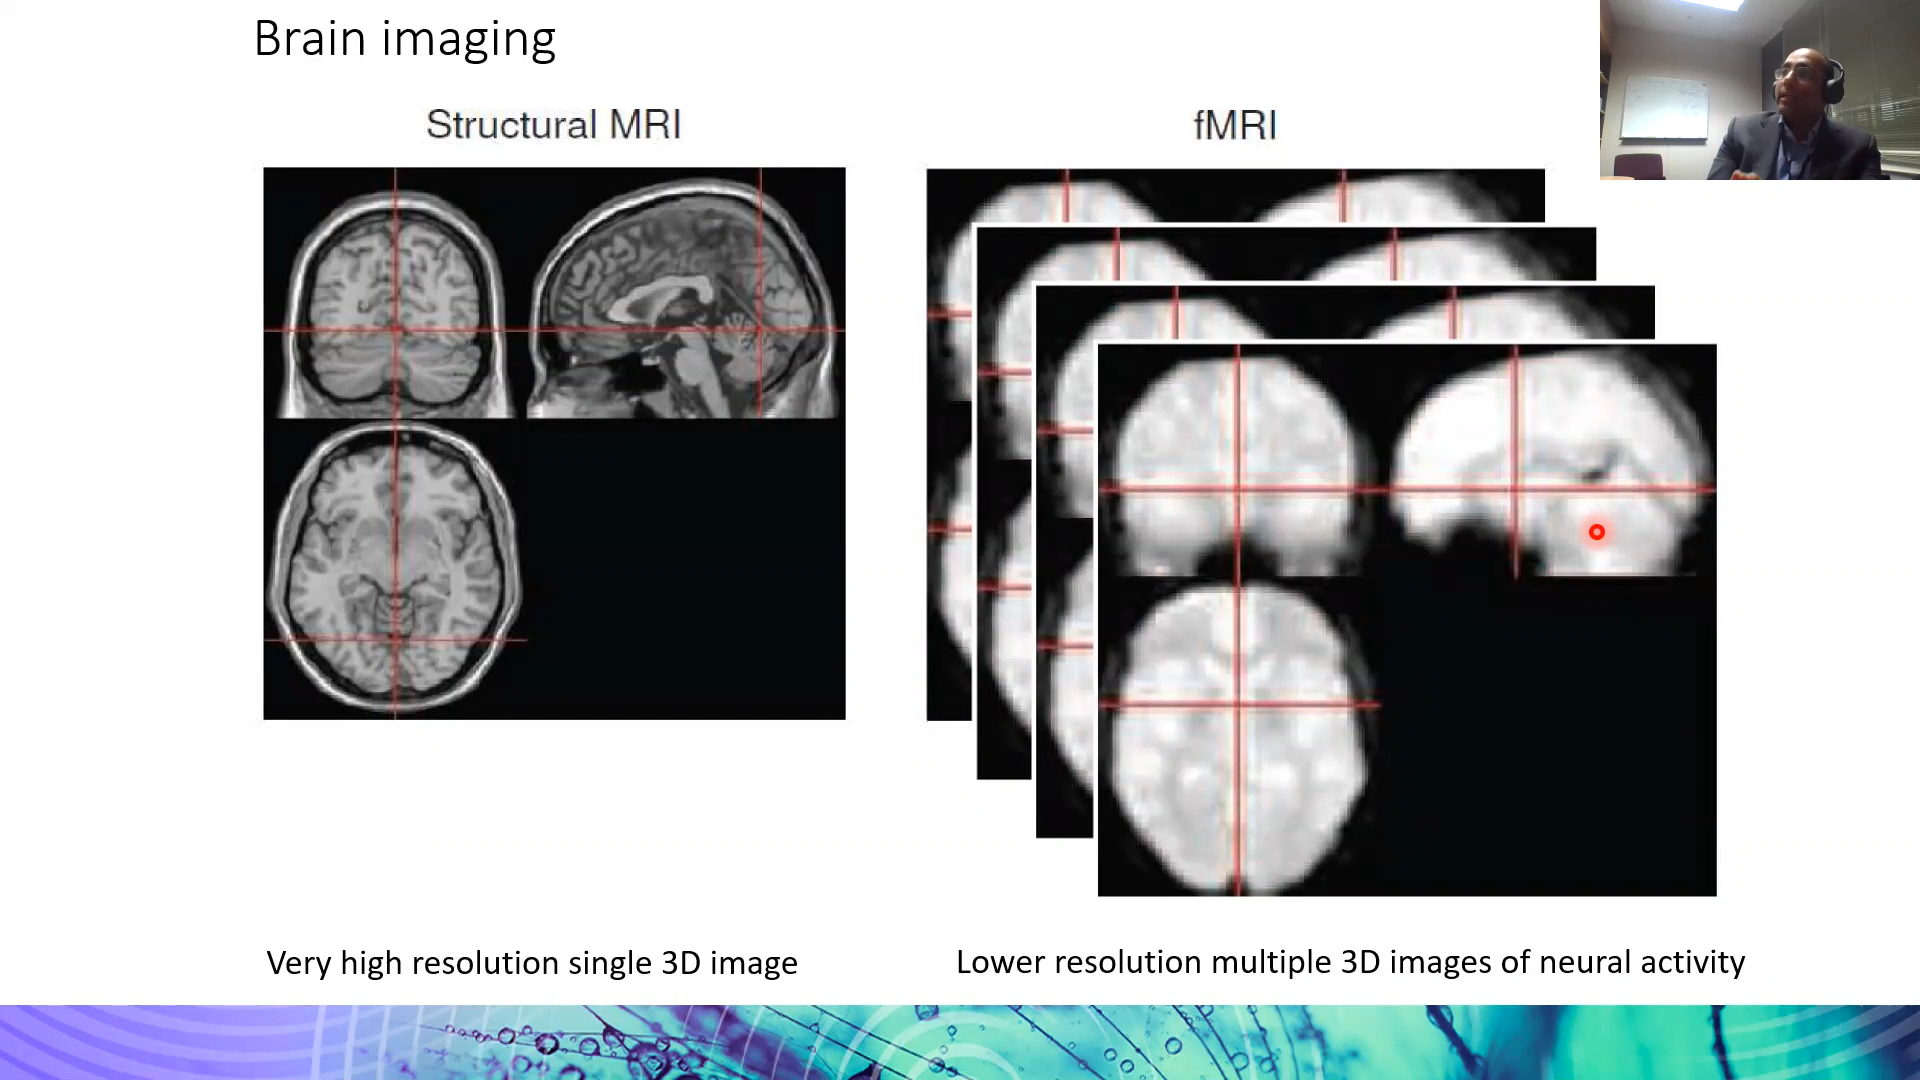 Brain imaging
Structural MRI
fMRI
Very high resolution single 3D image
Lower resolution multiple 3D images of neural activity